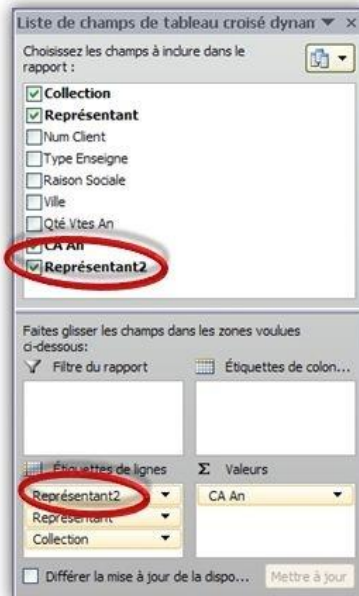 Liste de champs de tableau croisé dynam
Choisissez les champs à inclure dans le
rapport :
Collection
Représentant
Num Client
Type Enseigne
Raison Sociale
Ville
Qté Vtes An
CA An
Représentant2
Faites glisser les champs dans les zones voulues
ci-dessous:
Filtre du rapport
Étiquettes de colon...
Étiquettes de lignes
Σ Valeurs
Représentant2
CA An
Représentant
Collection
Différer la mise à jour de la dispo...
Mettre à jour